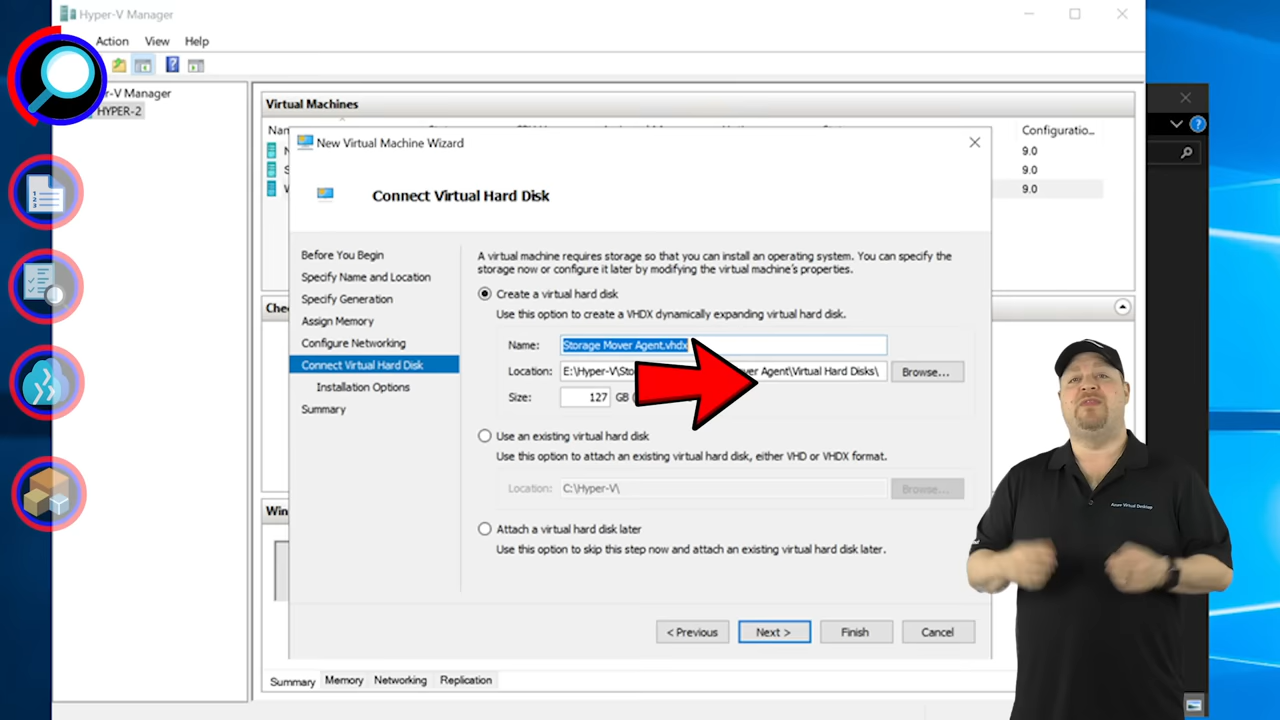 Hyper-V Manager
Action View Help
r-V Manager
HYPER-2
Virtual Machines
Configuratio...
9.0
9.0
9.0
New Virtual Machine Wizard
Connect Virtual Hard Disk
Before You Begin
Specify Name and Location
Specify Generation
Assign Memory
Configure Networking
Connect Virtual Hard Disk
Installation Options
Summary
A virtual machine requires storage so that you can install an operating system. You can specify the
storage now or configure it later by modifying the virtual machine's properties.
Create a virtual hard disk
Use this option to create a VHDX dynamically expanding virtual hard disk.
Name: Storage Mover Agent.vhdx
Location: E:\Hyper-V\Sto ver Agent\Virtual Hard Disks\ Browse...
Size: 127 GB
Use an existing virtual hard disk
Use this option to attach an existing virtual hard disk, either VHD or VHDX format.
Location: C:\Hyper-V\ Browse...
Attach a virtual hard disk later
Use this option to skip this step now and attach an existing virtual hard disk later.
< Previous Next > Finish Cancel
Chec
Win
Summary Memory Networking Replication
Azure Virtual Desktop